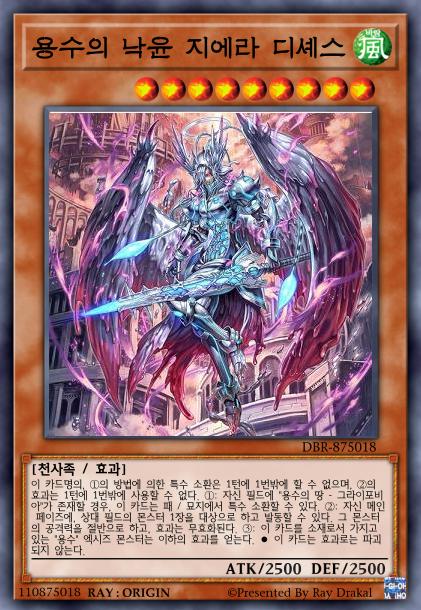 용수의 낙윤 지에라 디셰스
바람
風
DBR-875018
[천사족 / 효과]
이 카드명의, ①의 방법에 의한 특수 소환은 1턴에 1번밖에 할 수 없으며, ②의
효과는 1턴에 1번밖에 사용할 수 없다. ①: 자신 필드에 "용수의 땅 - 그라이포비
아"가 존재할 경우, 이 카드는 패 / 묘지에서 특수 소환할 수 있다. ②: 자신 메인
페이즈에, 상대 필드의 몬스터 1장을 대상으로 하고 발동할 수 있다. 그 몬스터
의 공격력을 절반으로 하고, 효과는 무효화된다. ③: 이 카드를 소재로서 가지고
있는 "용수" 엑시즈 몬스터는 이하의 효과를 얻는다. ● 이 카드는 효과로는 파괴
되지 않는다.
ATK/2500 DEF/2500
110875018 RAY : ORIGIN ©Presented By Ray Drakal